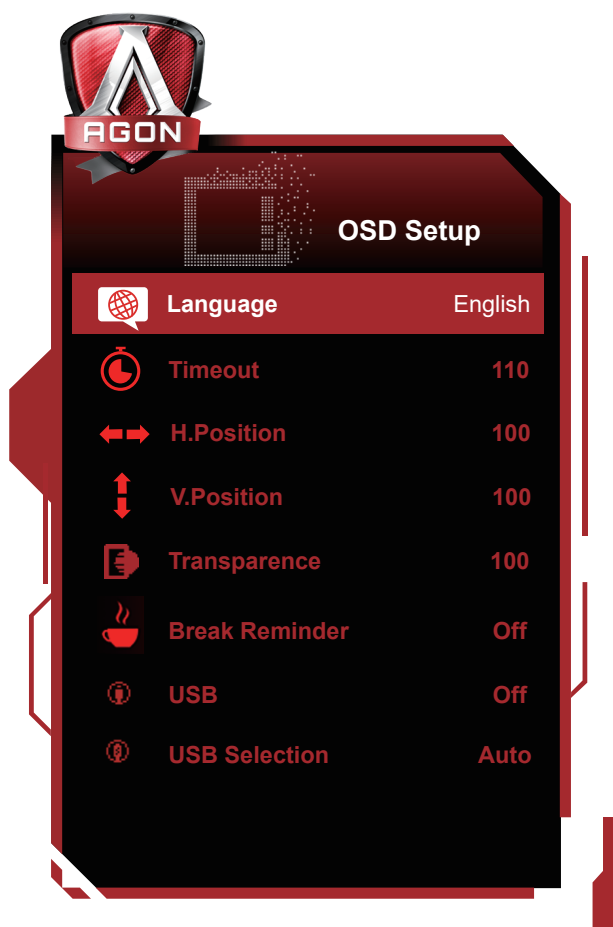 AGON
OSD Setup
Language English
Timeout 110
H.Position 100
V.Position 100
Transparence 100
Break Reminder Off
USB Off
USB Selection Auto